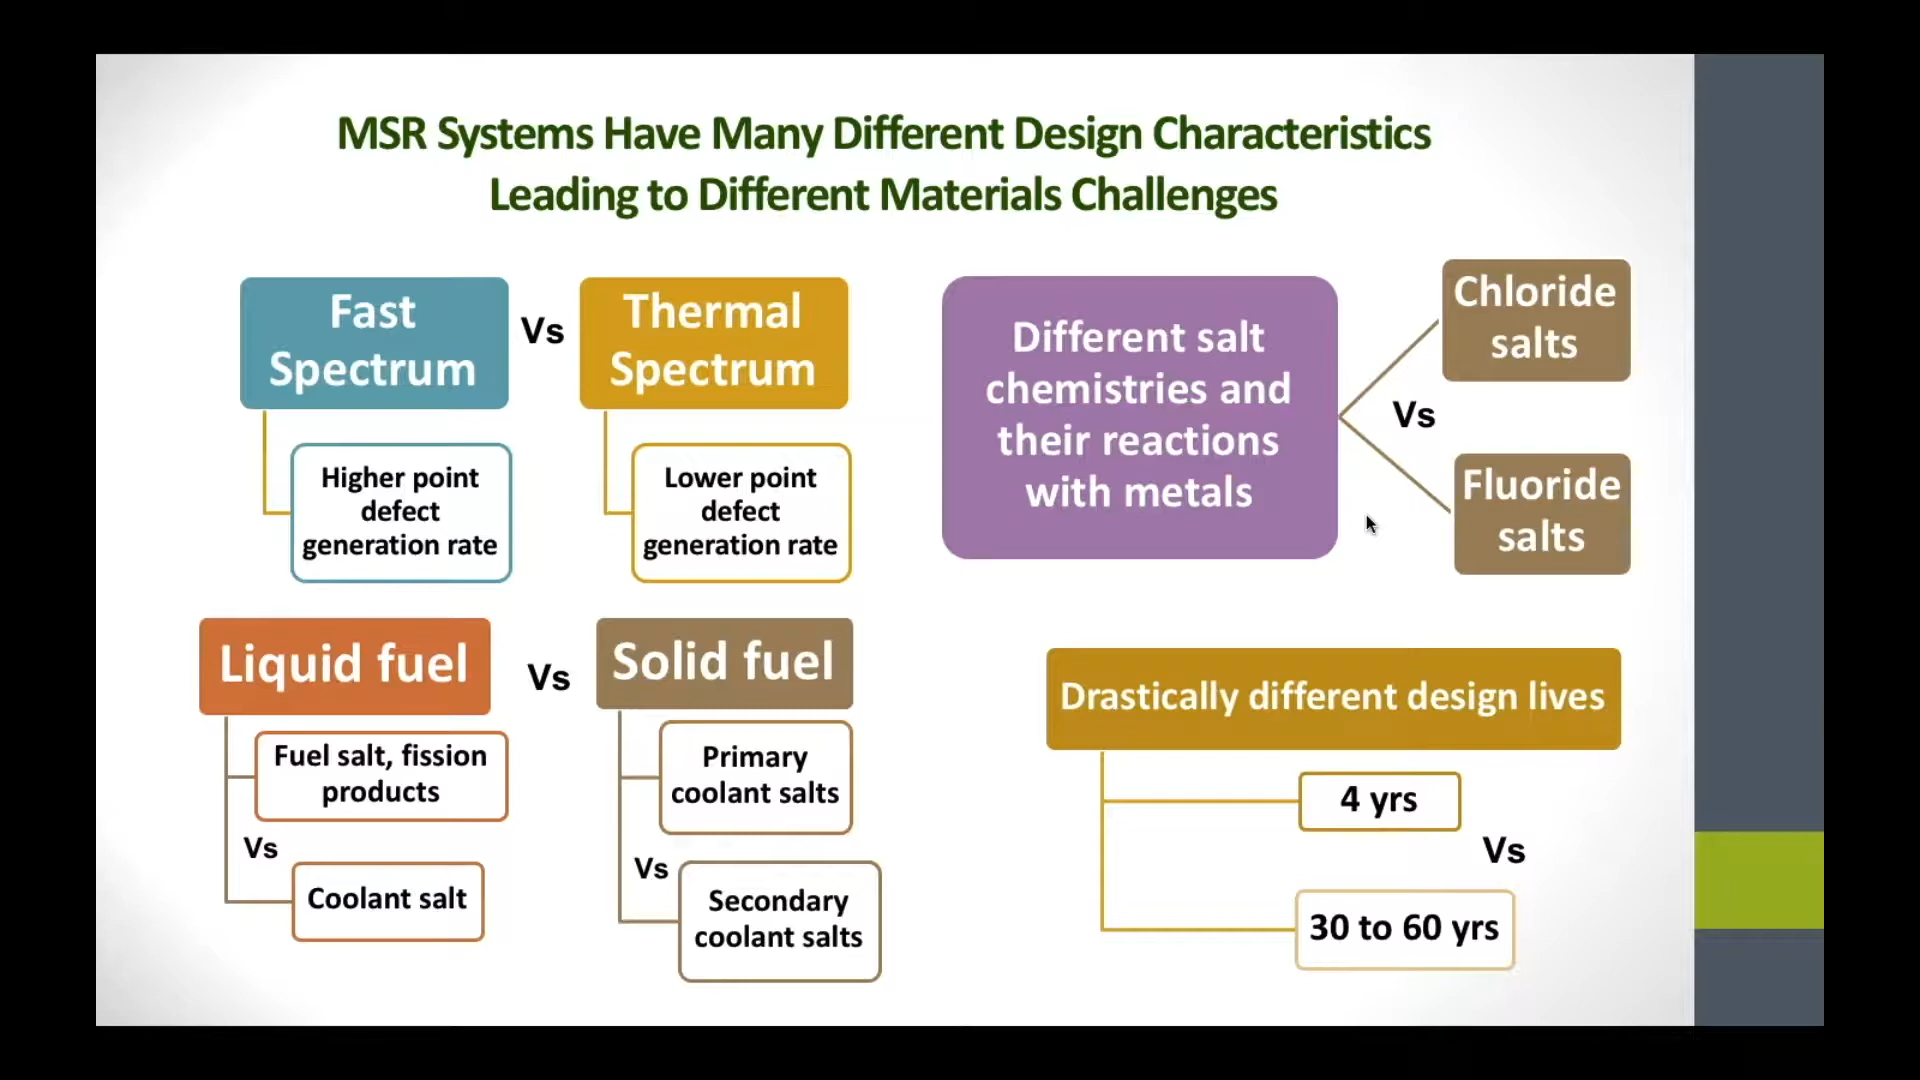 MSR Systems Have Many Different Design Characteristics
Leading to Different Materials Challenges
Fast
Spectrum
Vs
Thermal
Spectrum
Higher point
defect
generation rate
Lower point
defect
generation rate
Different salt
chemistries and
their reactions
with metals
Chloride
salts
Vs
Fluoride
salts
Liquid fuel
Vs
Solid fuel
Fuel salt, fission
products
Vs
Coolant salt
Primary
coolant salts
Vs
Secondary
coolant salts
Drastically different design lives
4 yrs
Vs
30 to 60 yrs